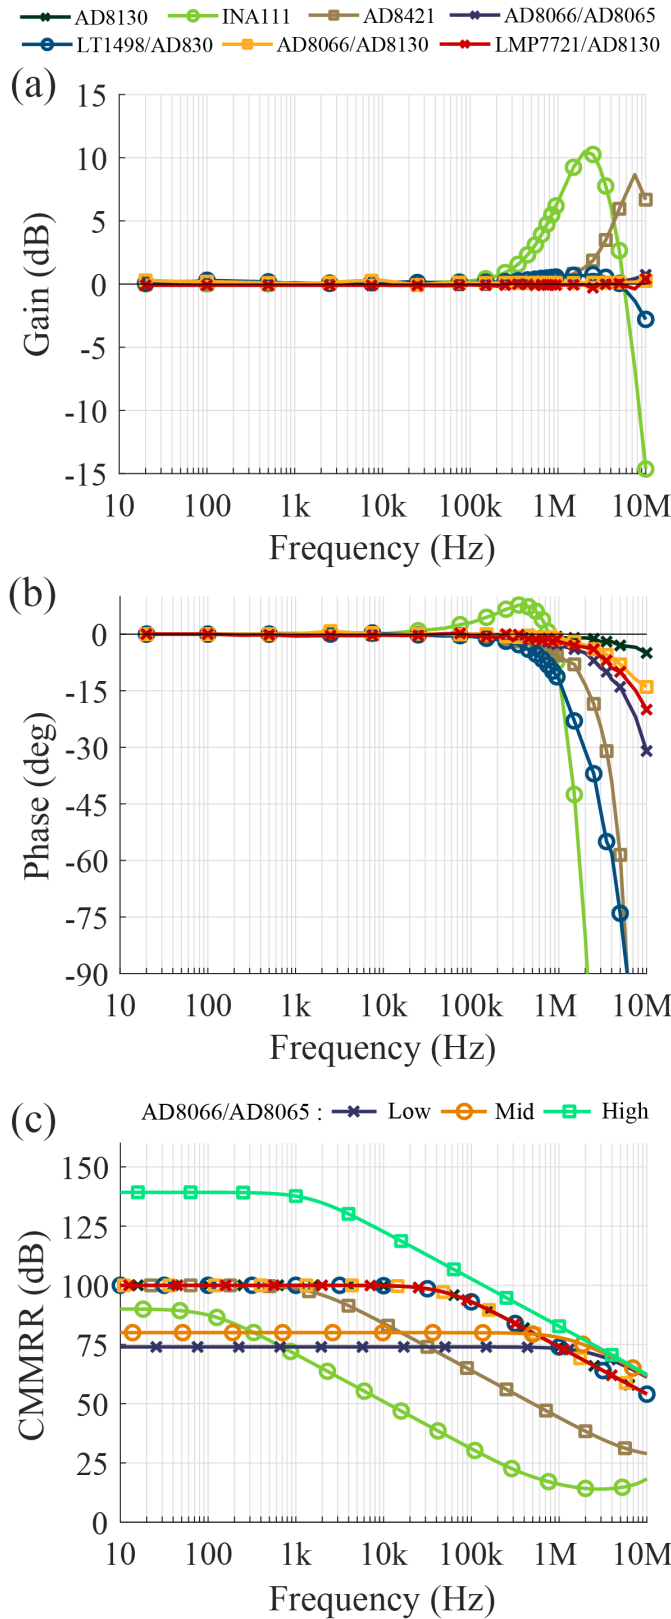 AD8130 INA111 AD8421 AD8066/AD8065
LT1498/AD830 AD8066/AD8130 LMP7721/AD8130
(a)
15
10
5
0
-5
-10
-15
Gain (dB)
10 100 1k 10k 100k 1M 10M
Frequency (Hz)
(b)
0
-15
-30
-45
-60
-75
-90
Phase (deg)
10 100 1k 10k 100k 1M 10M
Frequency (Hz)
(c)
AD8066/AD8065 : Low Mid High
150
125
100
75
50
25
0
CMMRR (dB)
10 100 1k 10k 100k 1M 10M
Frequency (Hz)